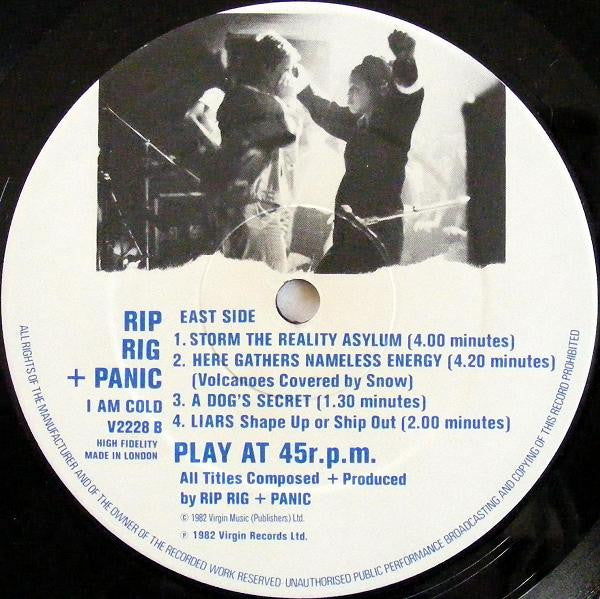 RIP
RIG
+ PANIC
I AM COLD
V2228 B
HIGH FIDELITY
MADE IN LONDON
EAST SIDE
1. STORM THE REALITY ASYLUM (4.00 minutes)
2. HERE GATHERS NAMELESS ENERGY (4.20 minutes)
(Volcanoes Covered by Snow)
3. A DOG'S SECRET (1.30 minutes)
4. LIARS Shape Up or Ship Out (2.00 minutes)
PLAY AT 45r.p.m.
All Titles Composed + Produced
by RIP RIG + PANIC
© 1982 Virgin Music (Publishers) Ltd.
℗ 1982 Virgin Records Ltd.
ALL RIGHTS OF THE MANUFACTURER AND OF THE OWNER OF THE RECORDED WORK RESERVED UNAUTHORISED PUBLIC PERFORMANCE BROADCASTING AND COPYING OF THIS RECORD PROHIBITED